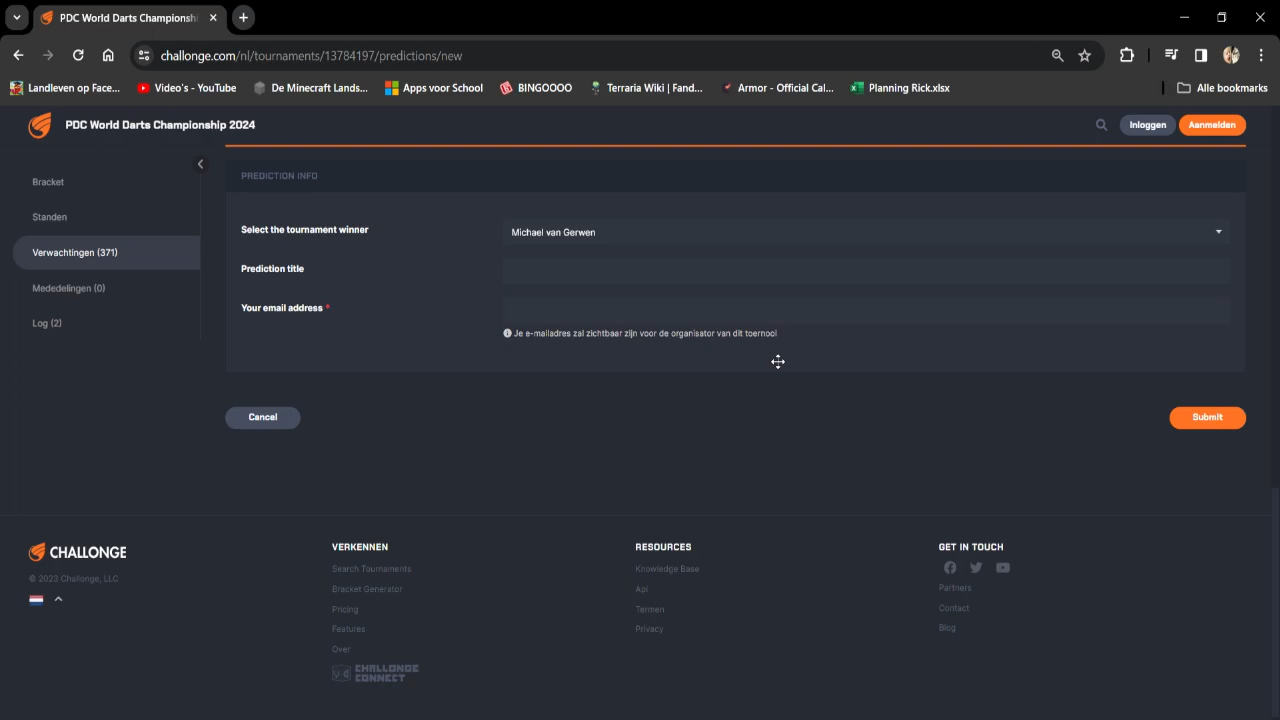 PDC World Darts Championshi
challonge.com/nl/tournaments/13784197/predictions/new
Landleven op Face...
Video's - YouTube
De Minecraft Lands...
Apps voor School
BINGOOOO
Terraria Wiki | Fand...
Armor - Official Cal...
Planning Rick.xlsx
All bookmarks
PDC World Darts Championship 2024
Inloggen
Aanmelden
Bracket
Standen
Verwachtingen (371)
Mededelingen (0)
Log (2)
PREDICTION INFO
Select the tournament winner
Michael van Gerwen
Prediction title
Your email address *
Je e-mailadres zal zichtbaar zijn voor de organisator van dit toernooi
Cancel
Submit
CHALLONGE
© 2023 Challonge, LLC
VERKENNEN
Search Tournaments
Bracket Generator
Pricing
Features
Over
CHALLONGE
CONNECT
RESOURCES
Knowledge Base
Api
Termen
Privacy
GET IN TOUCH
Partners
Contact
Blog